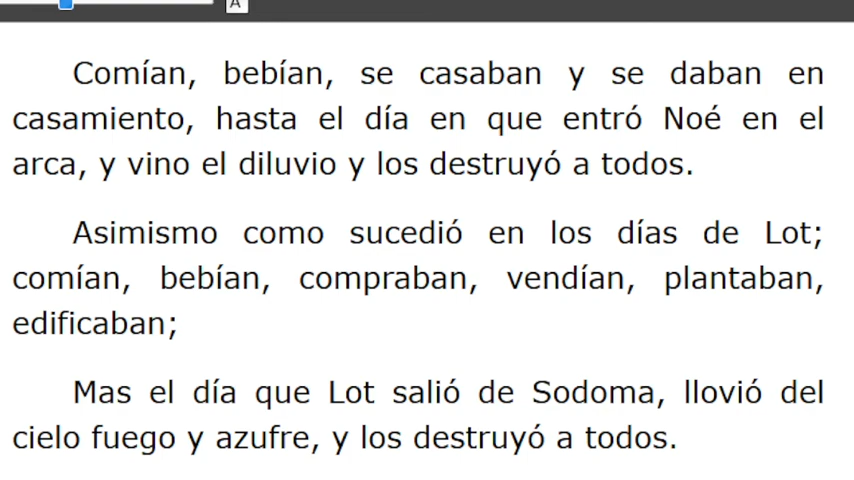 A
Comían, bebían, se casaban y se daban en
casamiento, hasta el día en que entró Noé en el
arca, y vino el diluvio y los destruyó a todos.
Asimismo como sucedió en los días de Lot;
comían, bebían, compraban, vendían, plantaban,
edificaban;
Mas el día que Lot salió de Sodoma, llovió del
cielo fuego y azufre, y los destruyó a todos.